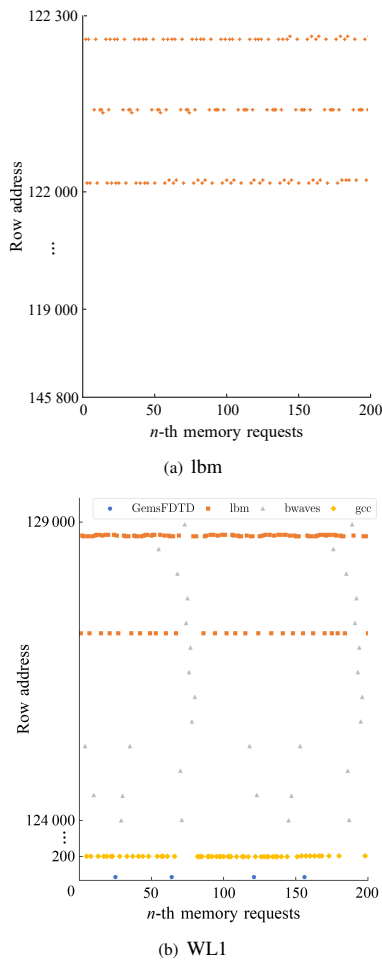 122 300
Row address
122 000
...
119 000
145 800
0 50 100 150 200
n-th memory requests
(a) lbm
GemsFDTD lbm bwaves gcc
129 000
Row address
124 000
...
200
0 50 100 150 200
n-th memory requests
(b) WL1